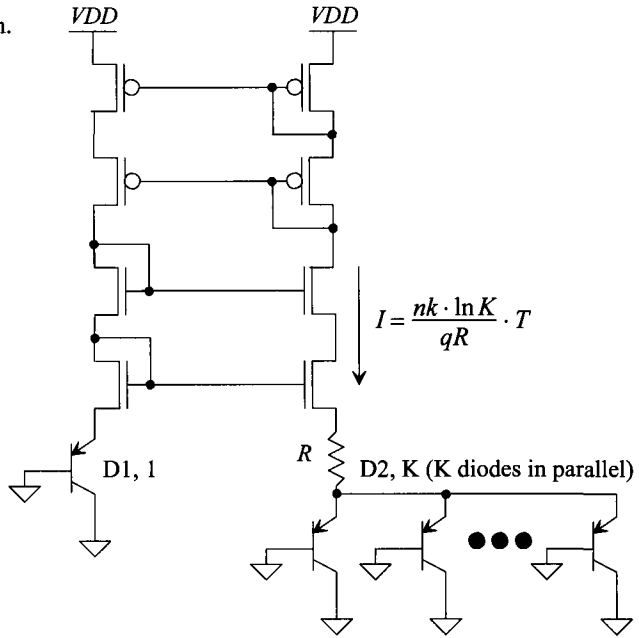 VDD VDD
n.
I = nk · ln K / qR · T
R
D1, 1
D2, K (K diodes in parallel)